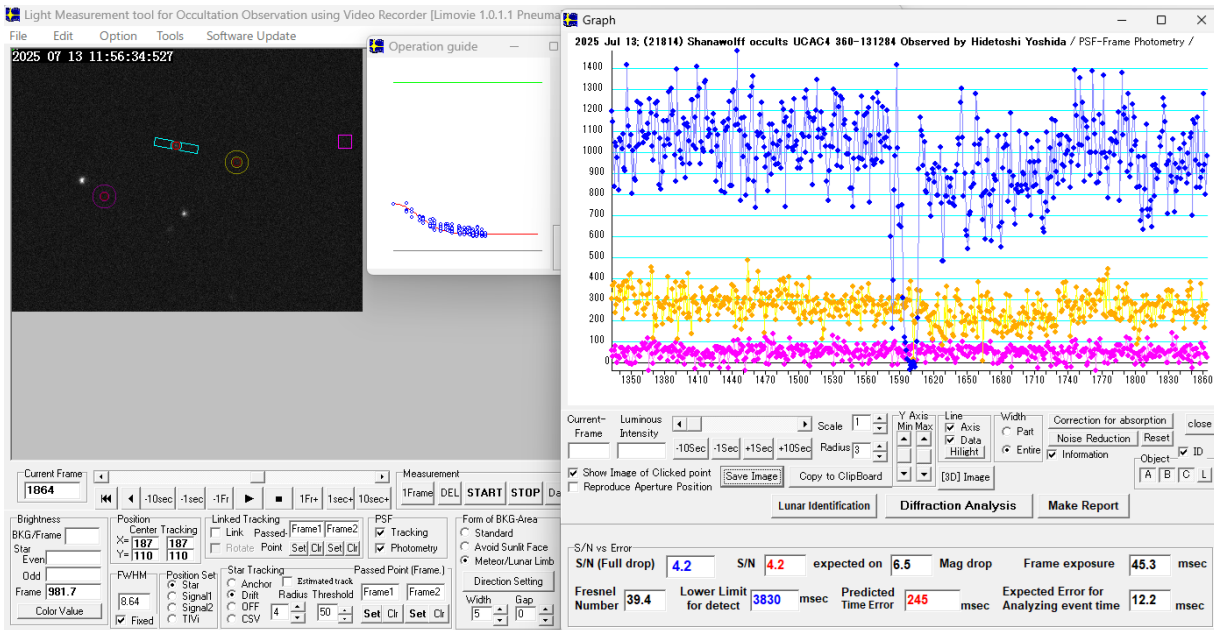 Light Measurement tool for Occultation Observation using Video Recorder [Limovie 1.0.1.1 Pneuma
File Edit Option Tools Software Update
2025 07 13 11:56:34:527
Operation guide
Graph
2025 Jul 13; (21814) Shanawolff occults UCAC4 360-131284 Observed by Hidetoshi Yoshida / PSF-Frame Photometry /
1400
1300
1200
1100
1000
900
800
700
600
500
400
300
200
100
0
1350 1380 1410 1440 1470 1500 1530 1560 1590 1620 1650 1680 1710 1740 1770 1800 1830 1860
Current-Frame
Luminous Intensity
Scale 1
-10Sec -1Sec +1Sec +10Sec Radius 3
Y Axis
Min Max
Line
Axis
Data
Hilight
Width
Part
Entire
Correction for absorption close
Noise Reduction Reset
Information
ID
Object
A B C L
Show Image of Clicked point
Reproduce Aperture Position
Save Image Copy to ClipBoard [3D] Image
Lunar Identification Diffraction Analysis Make Report
S/N vs Error
S/N (Full drop) 4.2 S/N 4.2 expected on 6.5 Mag drop Frame exposure 45.3 msec
Fresnel Number 39.4 Lower Limit for detect 3830 msec Predicted Time Error 245 msec Expected Error for Analyzing event time 12.2 msec
Current Frame
1864
-10sec -1sec -1Fr 1Fr+ 1sec+ 10sec+
Measurement
1Frame DEL START STOP Da
Brightness
BKG/Frame
Star
Even
Odd
Frame 981.7
Color Value
Position
Center Tracking
X= 187 187
Y= 110 110
FWHM
8.64
Fixed
Linked Tracking
Link Passed- Frame1 Frame2
Rotate Point Set Clr Set Clr
PSF
Tracking
Photometry
Form of BKG-Area
Standard
Avoid Sunlit Face
Meteor/Lunar Limb
Direction Setting
Width Gap
5 0
Position Set
Star
Signal1
Signal2
TIVi
Star Tracking
Anchor
Drift
OFF
CSV
Estimated track
Radius Threshold
4 50
Passed Point (Frame.)
Frame1 Frame2
Set Clr Set Clr